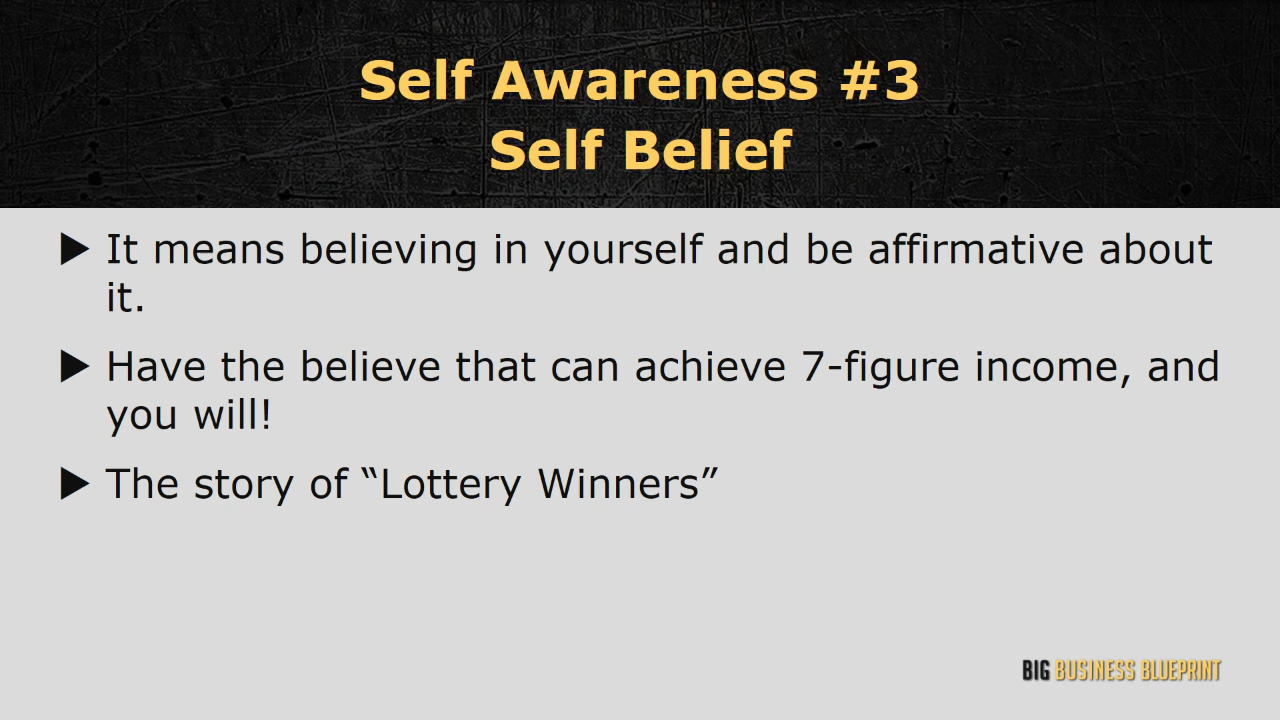 Self Awareness #3
Self Belief
It means believing in yourself and be affirmative about
it.
Have the believe that can achieve 7-figure income, and
you will!
The story of “Lottery Winners”
BIG BUSINESS BLUEPRINT